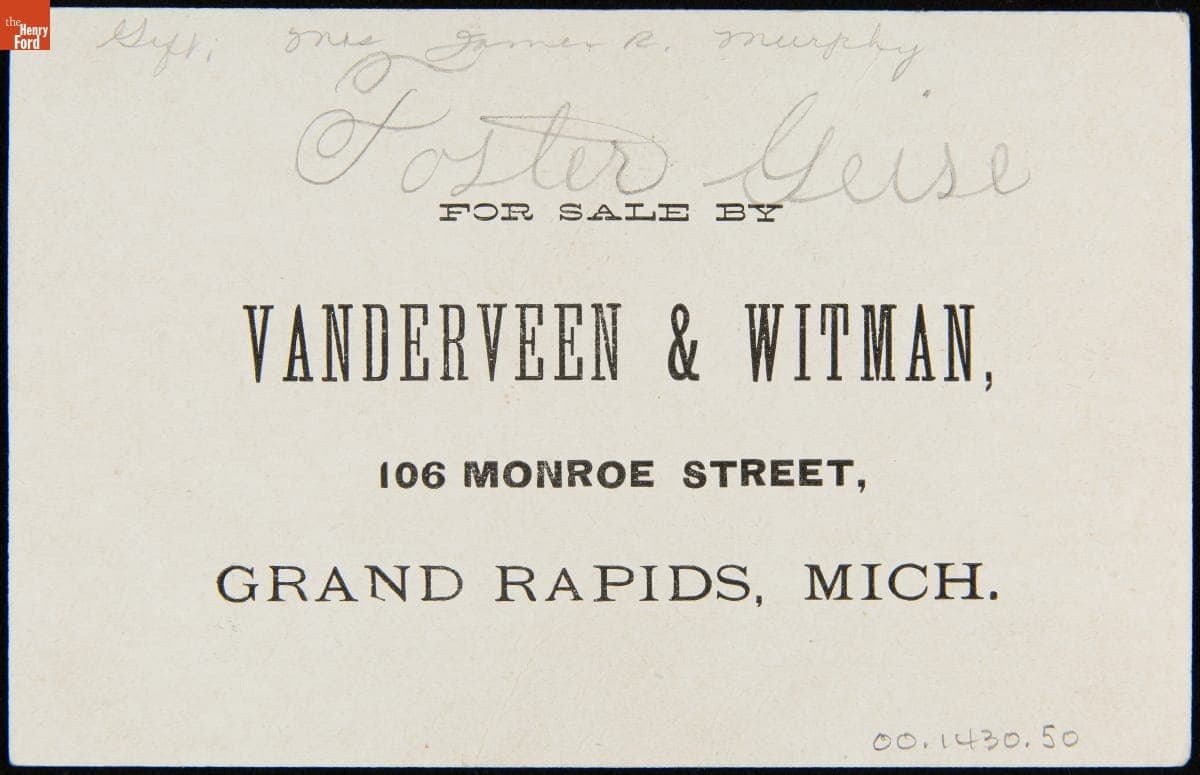 the
Henry
Ford
Gift; Mrs James R. Murphy
Foster Geise
FOR SALE BY
VANDERVEEN & WITMAN,
106 MONROE STREET,
GRAND RAPIDS, MICH.
00.1430.50